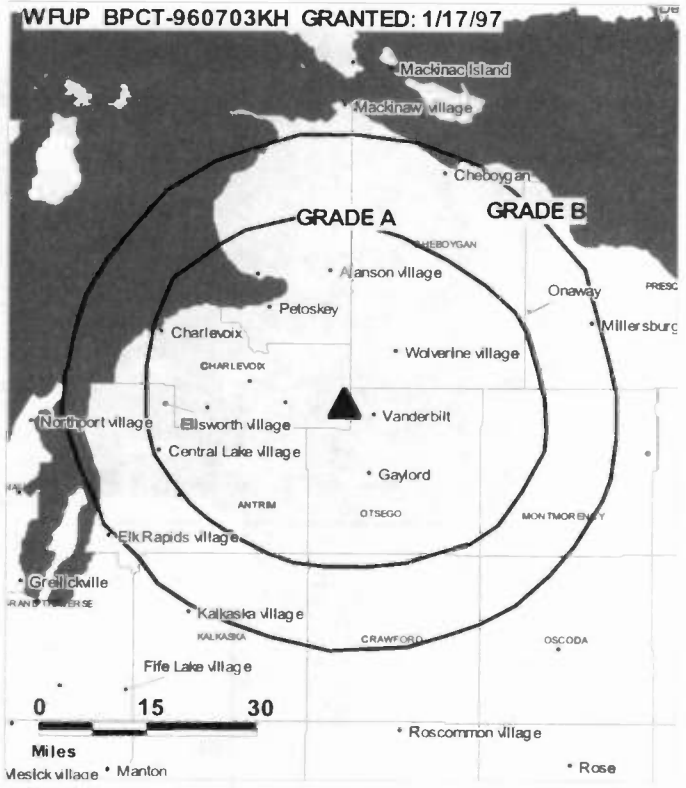 WFUP BPCT-960703KH GRANTED: 1/17/97
Mackinac Island
Mackinaw village
Cheboygan
GRADE A
GRADE B
HEBOYGAN
Alanson village
Onaway
Petoskey
Charlevoix
Millersburg
Wolverine village
CHARLEVOIX
Northport village
Ellsworth village
Vanderbilt
Central Lake village
Gaylord
ANTRIM
OTSEGO
MONTMORENCY
Elk Rapids village
Greilickville
GRAND TRAVERSE
Kalkaska village
KALKASKA
CRAWFORD
OSCODA
Fife Lake village
0 15 30
Miles
Roscommon village
Mesick village
Manton
Rose